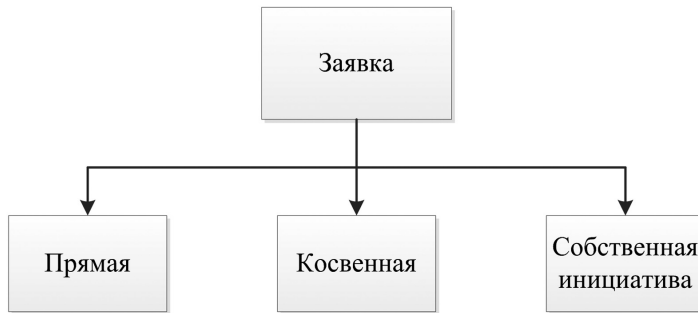 Заявка
Прямая
Косвенная
Собственная
инициатива